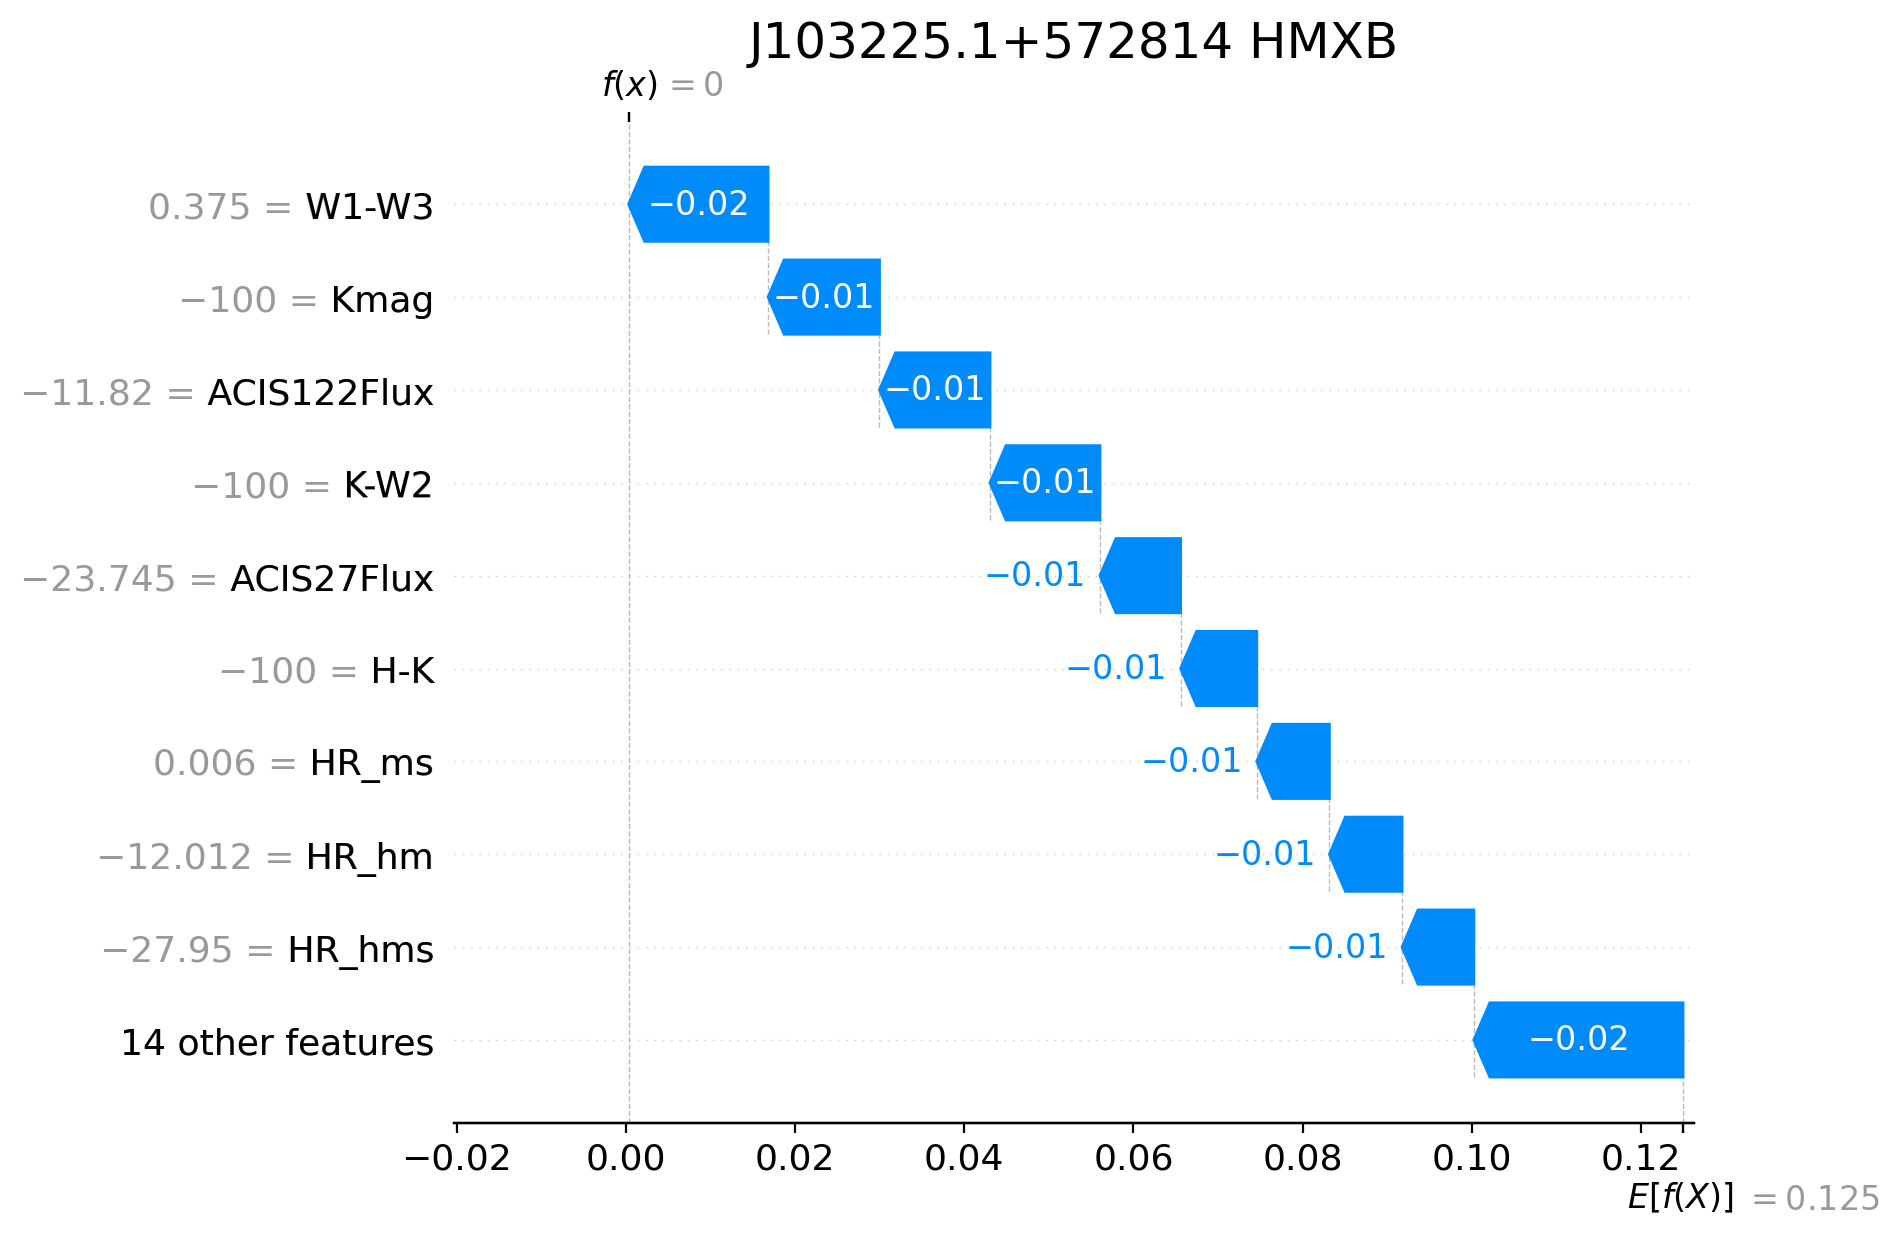 J103225.1+572814 HMXB
f(x) = 0
0.375 = W1-W3
−0.02
−100 = Kmag
−0.01
−11.82 = ACIS122Flux
−0.01
−100 = K-W2
−0.01
−23.745 = ACIS27Flux
−0.01
−100 = H-K
−0.01
0.006 = HR_ms
−0.01
−12.012 = HR_hm
−0.01
−27.95 = HR_hms
−0.01
14 other features
−0.02
−0.02 0.00 0.02 0.04 0.06 0.08 0.10 0.12
E[f(X)] = 0.125